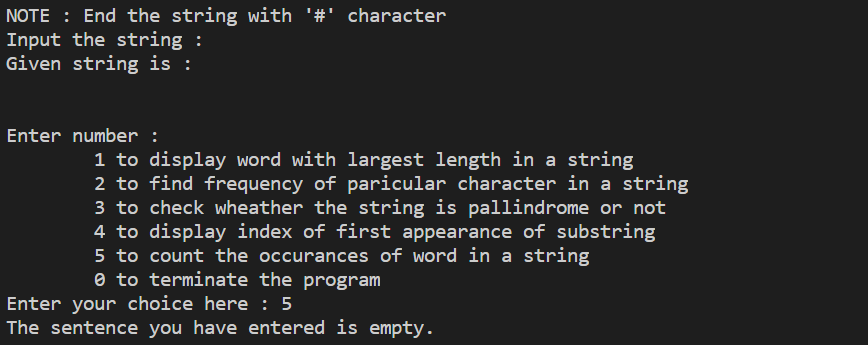 NOTE : End the string with '#' character
Input the string :
Given string is :
Enter number :
1 to display word with largest length in a string
2 to find frequency of paricular character in a string
3 to check wheather the string is pallindrome or not
4 to display index of first appearance of substring
5 to count the occurances of word in a string
0 to terminate the program
Enter your choice here : 5
The sentence you have entered is empty.